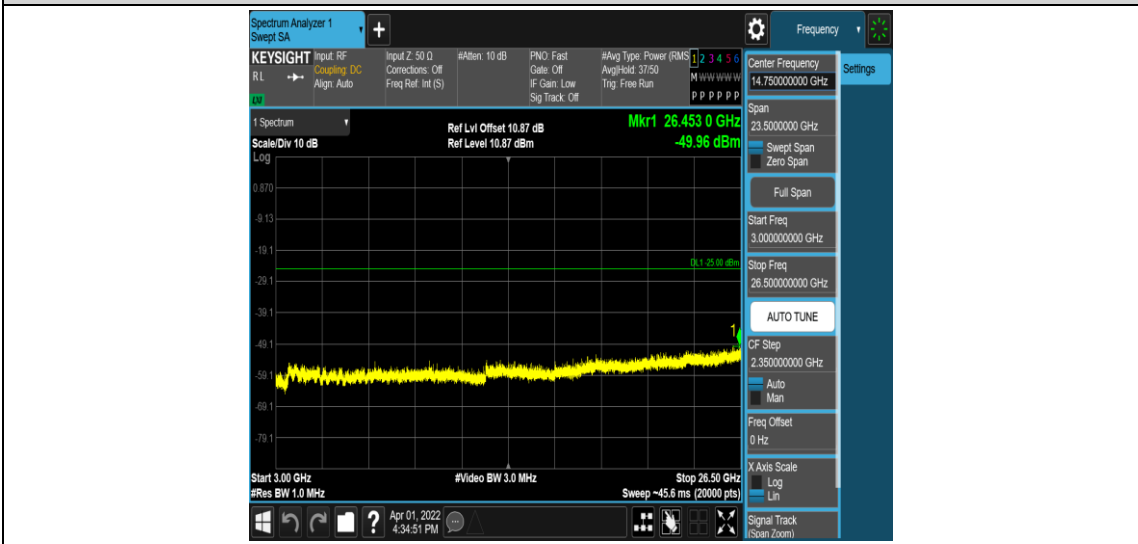 Spectrum Analyzer 1
Swept SA
+
Frequency
KEYSIGHT
R L
LXI
Input: RF
Coupling: DC
Align: Auto
Input Z: 50 Ω
Corrections: Off
Freq Ref: Int (S)
#Atten: 10 dB
PNO: Fast
Gate: Off
IF Gain: Low
Sig Track: Off
#Avg Type: Power (RMS
Avg|Hold: 37/50
Trig: Free Run
1 2 3 4 5 6
M W W W W W
P P P P P P
Center Frequency
14.750000000 GHz
Settings
Span
23.5000000 GHz
Swept Span
Zero Span
Full Span
Start Freq
3.000000000 GHz
Stop Freq
26.500000000 GHz
AUTO TUNE
CF Step
2.350000000 GHz
Auto
Man
Freq Offset
0 Hz
X Axis Scale
Log
Lin
Signal Track
(Span Zoom)
1 Spectrum
Scale/Div 10 dB
Log
Ref Lvl Offset 10.87 dB
Ref Level 10.87 dBm
Mkr1 26.453 0 GHz
-49.96 dBm
0.870
-9.13
-19.1
DL1 -25.00 dBm
-29.1
-39.1
1
-49.1
-59.1
-69.1
-79.1
Start 3.00 GHz
#Video BW 3.0 MHz
Stop 26.50 GHz
#Res BW 1.0 MHz
Sweep ~45.6 ms (20000 pts)
?
Apr 01, 2022
4:34:51 PM